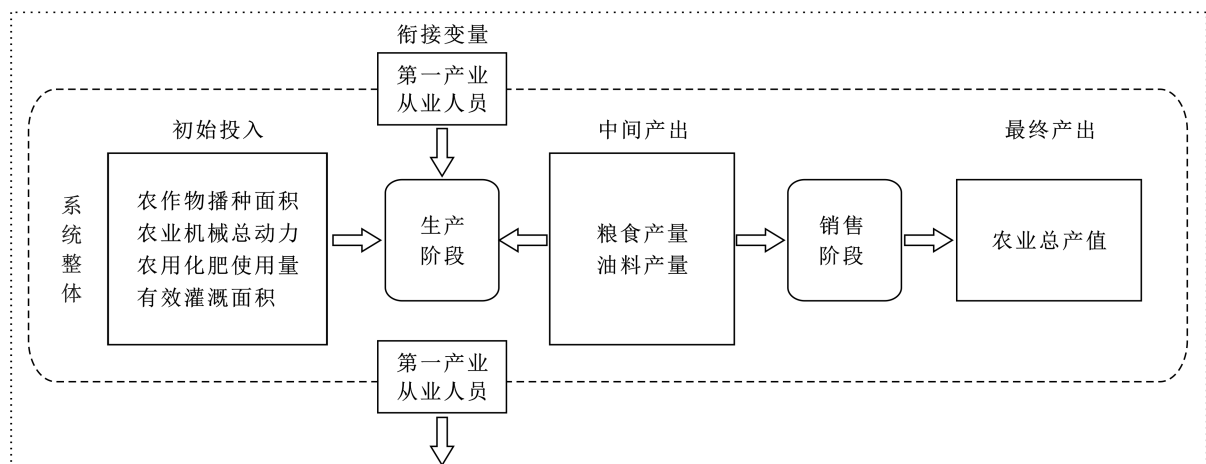 衔接变量
第一产业
从业人员
初始投入
中间产出
最终产出
系统整体
农作物播种面积
农业机械总动力
农用化肥使用量
有效灌溉面积
生产
阶段
粮食产量
油料产量
销售
阶段
农业总产值
第一产业
从业人员